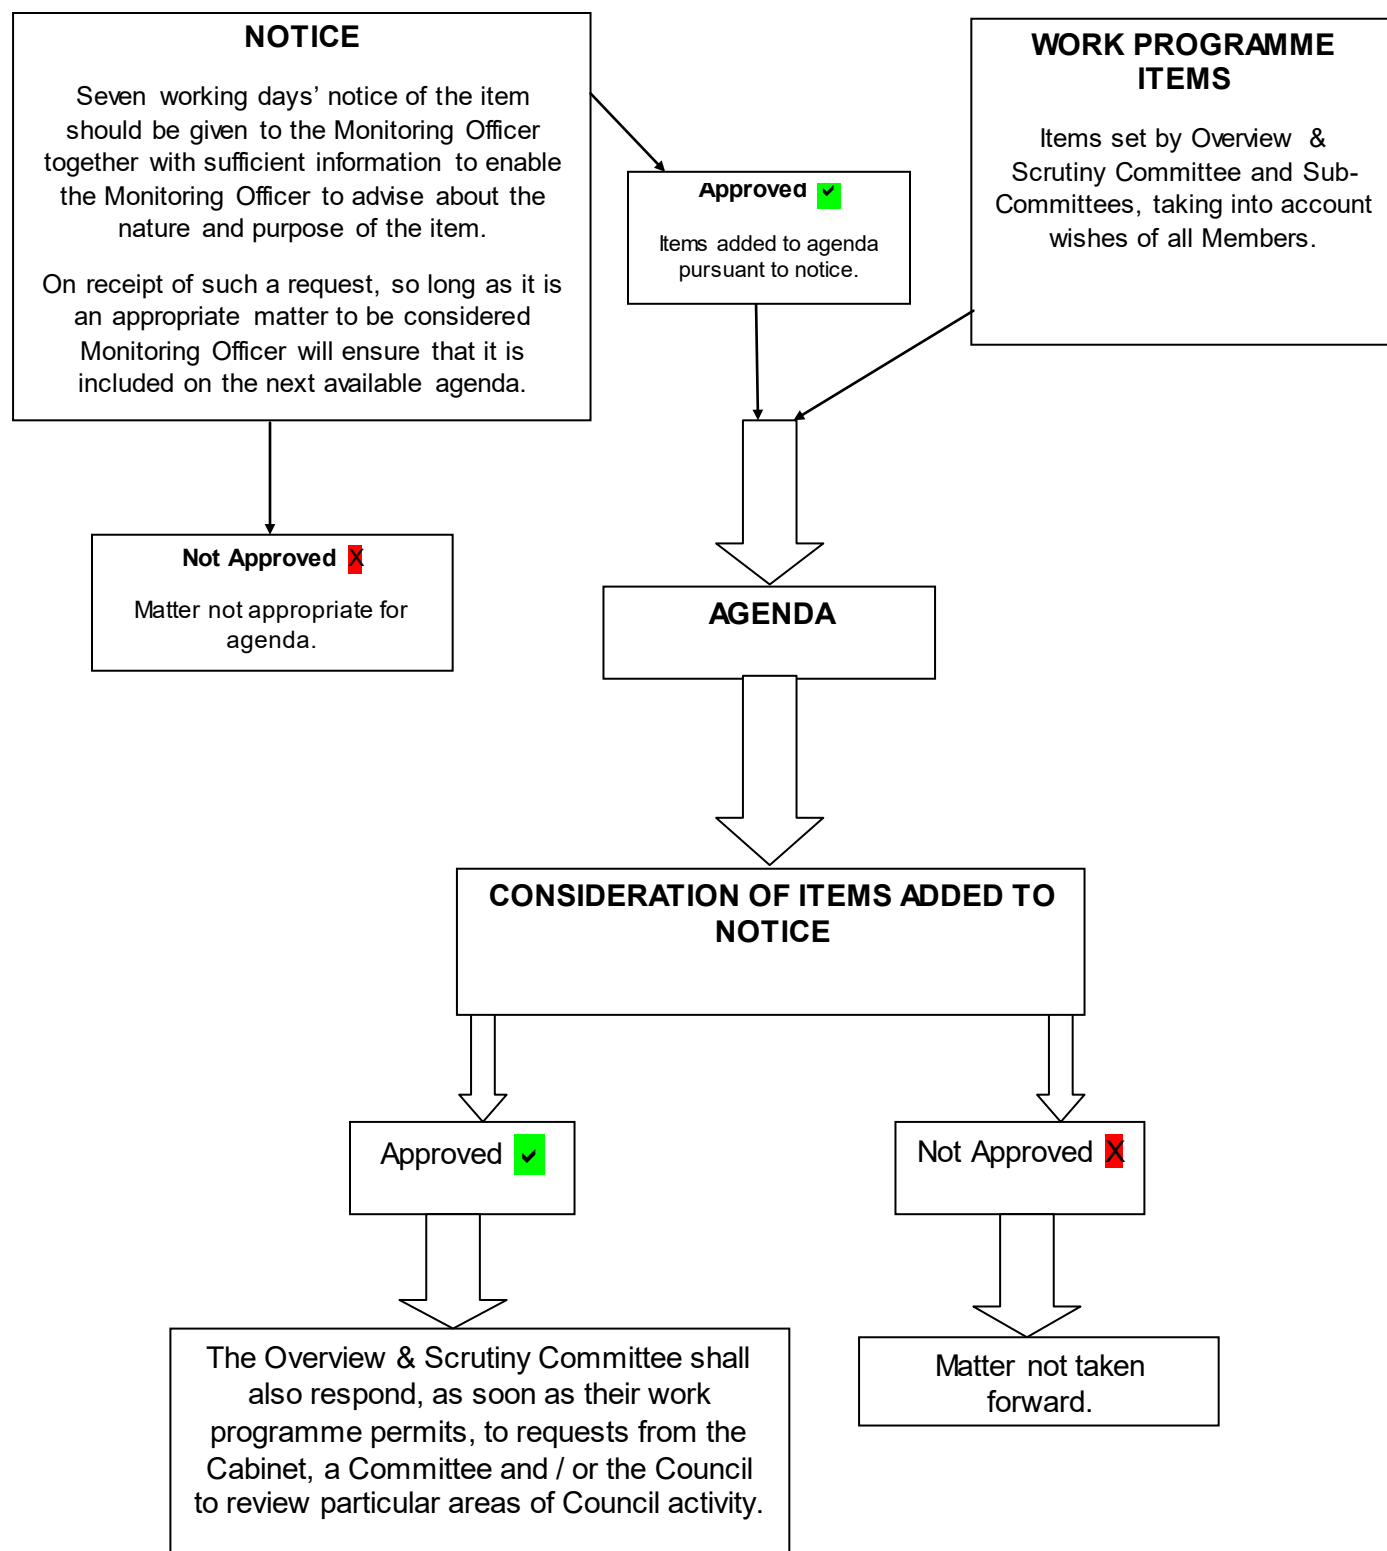 NOTICE
Seven working days’ notice of the item
should be given to the Monitoring Officer
together with sufficient information to enable
the Monitoring Officer to advise about the
nature and purpose of the item.
On receipt of such a request, so long as it is
an appropriate matter to be considered
Monitoring Officer will ensure that it is
included on the next available agenda.
WORK PROGRAMME
ITEMS
Items set by Overview &
Scrutiny Committee and Sub-
Committees, taking into account
wishes of all Members.
Approved ✔
Items added to agenda
pursuant to notice.
Not Approved X
Matter not appropriate for
agenda.
AGENDA
CONSIDERATION OF ITEMS ADDED TO
NOTICE
Approved ✔
Not Approved X
The Overview & Scrutiny Committee shall
also respond, as soon as their work
programme permits, to requests from the
Cabinet, a Committee and / or the Council
to review particular areas of Council activity.
Matter not taken
forward.